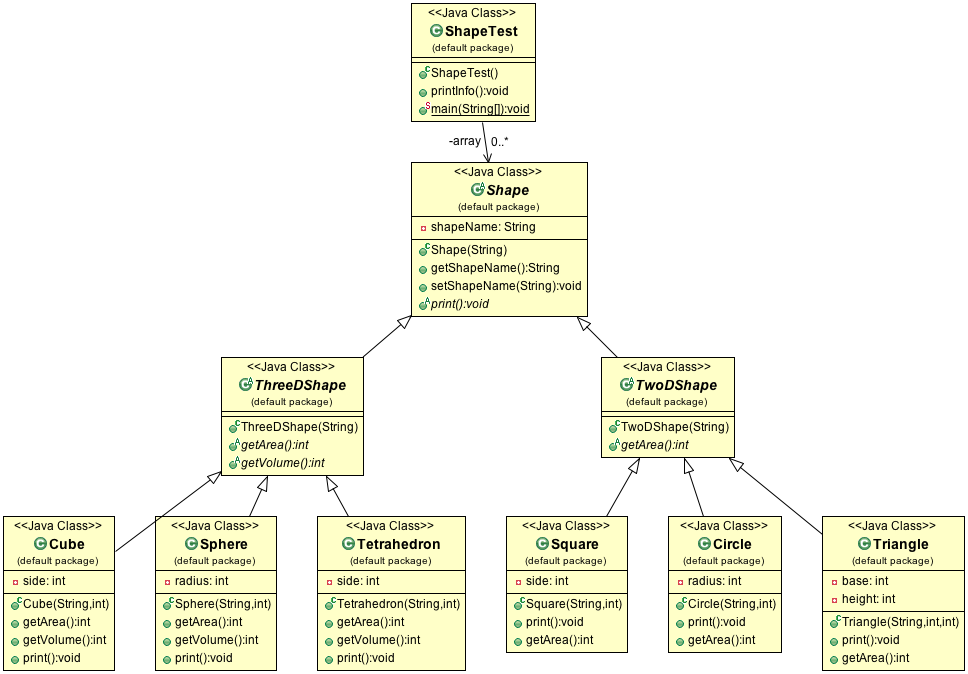 <<Java Class>>
ShapeTest
(default package)
ShapeTest()
printInfo():void
main(String[]):void
-array 0..*
<<Java Class>>
Shape
(default package)
shapeName: String
Shape(String)
getShapeName():String
setShapeName(String):void
print():void
<<Java Class>>
ThreeDShape
(default package)
ThreeDShape(String)
getArea():int
getVolume():int
<<Java Class>>
TwoDShape
(default package)
TwoDShape(String)
getArea():int
<<Java Class>>
Cube
(default package)
side: int
Cube(String,int)
getArea():int
getVolume():int
print():void
<<Java Class>>
Sphere
(default package)
radius: int
Sphere(String,int)
getArea():int
getVolume():int
print():void
<<Java Class>>
Tetrahedron
(default package)
side: int
Tetrahedron(String,int)
getArea():int
getVolume():int
print():void
<<Java Class>>
Square
(default package)
side: int
Square(String,int)
print():void
getArea():int
<<Java Class>>
Circle
(default package)
radius: int
Circle(String,int)
print():void
getArea():int
<<Java Class>>
Triangle
(default package)
base: int
height: int
Triangle(String,int,int)
print():void
getArea():int